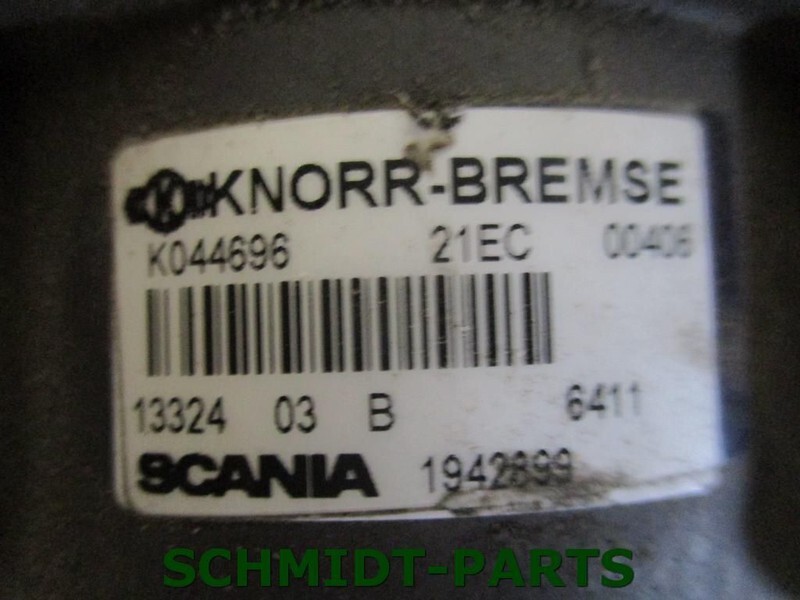 KNORR-BREMSE
K044696 21EC 00406
13324 03 B 6411
SCANIA 1942899
SCHMIDT-PARTS